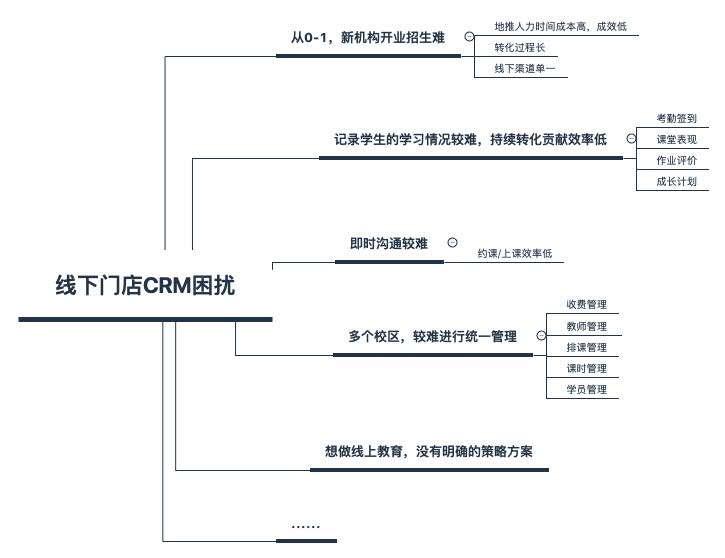 从0-1，新机构开业招生难
地推人力时间成本高，成效低
转化过程长
线下渠道单一
记录学生的学习情况较难，持续转化贡献效率低
考勤签到
课堂表现
作业评价
成长计划
即时沟通较难
约课/上课效率低
线下门店CRM困扰
多个校区，较难进行统一管理
收费管理
教师管理
排课管理
课时管理
学员管理
想做线上教育，没有明确的策略方案
……